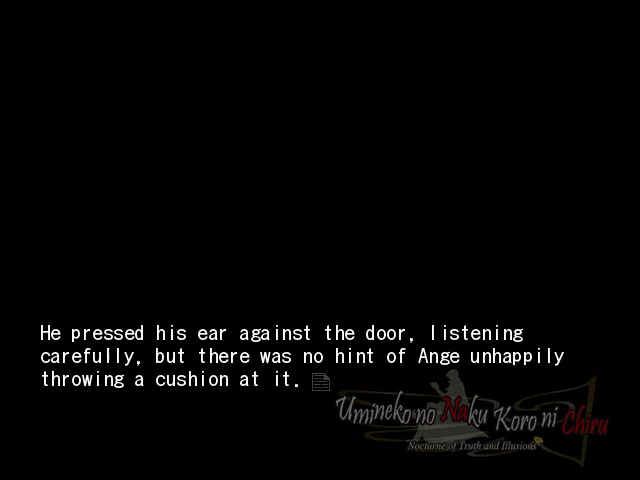 He pressed his ear against the door, listening
carefully, but there was no hint of Ange unhappily
throwing a cushion at it.
Umineko no Naku Koro ni Chiru
Nocturne of Truth and Illusions